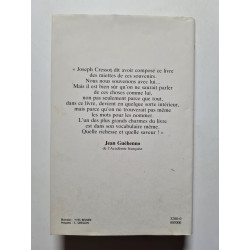 « Joseph Cressot dit avoir composé ce livre
des miettes de ces souvenirs.
Nous nous souvenons avec lui...
Mais il est bien sûr qu'on ne saurait parler
de ces choses comme lui,
non pas seulement parce que tout,
dans ce livre, devient en quelque sorte intérieur,
mais parce qu'on ne trouverait pas même
les mots pour les nommer.
L'un des plus grands charmes du livre
est dans son vocabulaire même.
Quelle richesse et quelle saveur ! »
Jean Guéhenno
de l'Académie française